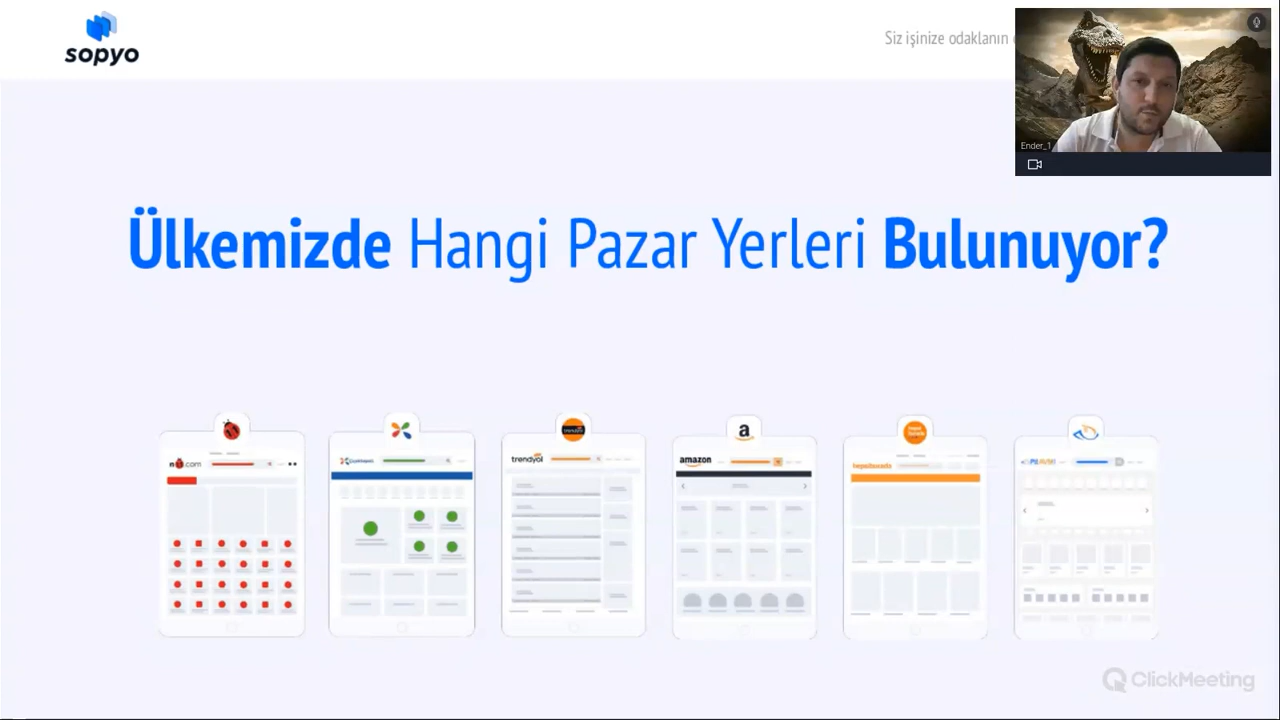 sopyo
Siz işinize odaklanın
Ender_1
Ülkemizde Hangi Pazar Yerleri Bulunuyor?
n11.com
trendyol
a
amazon
hepsiburada
ClickMeeting